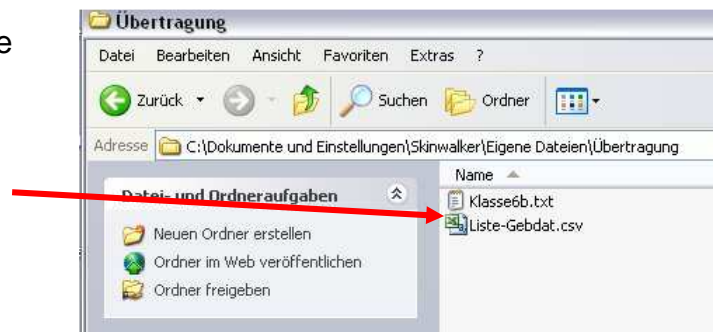 e
Übertragung
Datei Bearbeiten Ansicht Favoriten Extras ?
Zurück Suchen Ordner
Adresse C:\Dokumente und Einstellungen\Skinwalker\Eigene Dateien\Übertragung
Name
Datei- und Ordneraufgaben
Klasse6b.txt
Liste-Gebdat.csv
Neuen Ordner erstellen
Ordner im Web veröffentlichen
Ordner freigeben